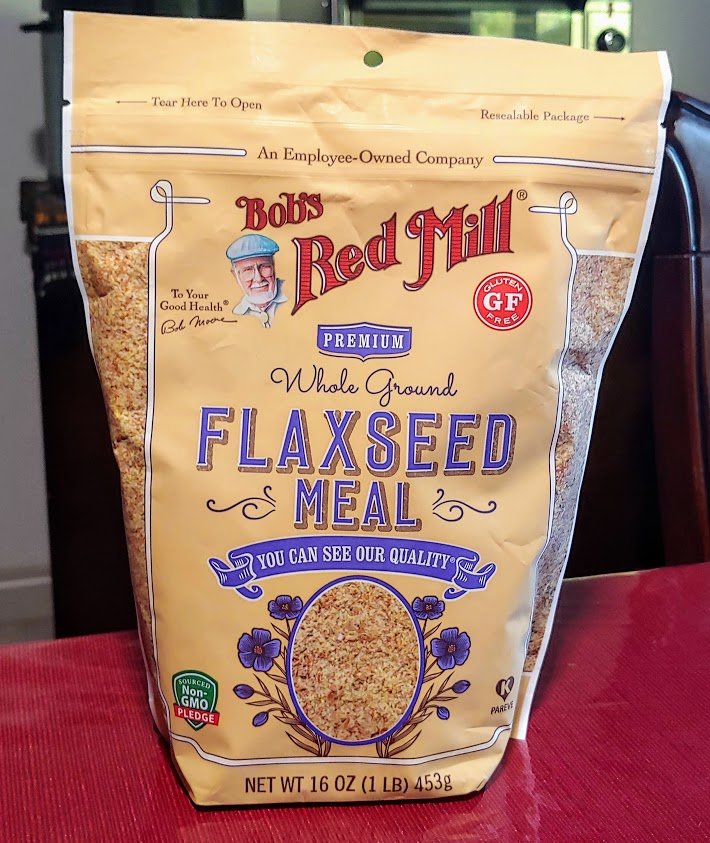 Tear Here To Open
Resealable Package
An Employee-Owned Company
Bob's
Red Mill®
To Your
Good Health®
Bob Moore
GLUTEN
GF
FREE
PREMIUM
Whole Ground
FLAXSEED
MEAL
YOU CAN SEE OUR QUALITY®
SOURCED
Non-
GMO
PLEDGE
K
PAREVE
NET WT 16 OZ (1 LB) 453g